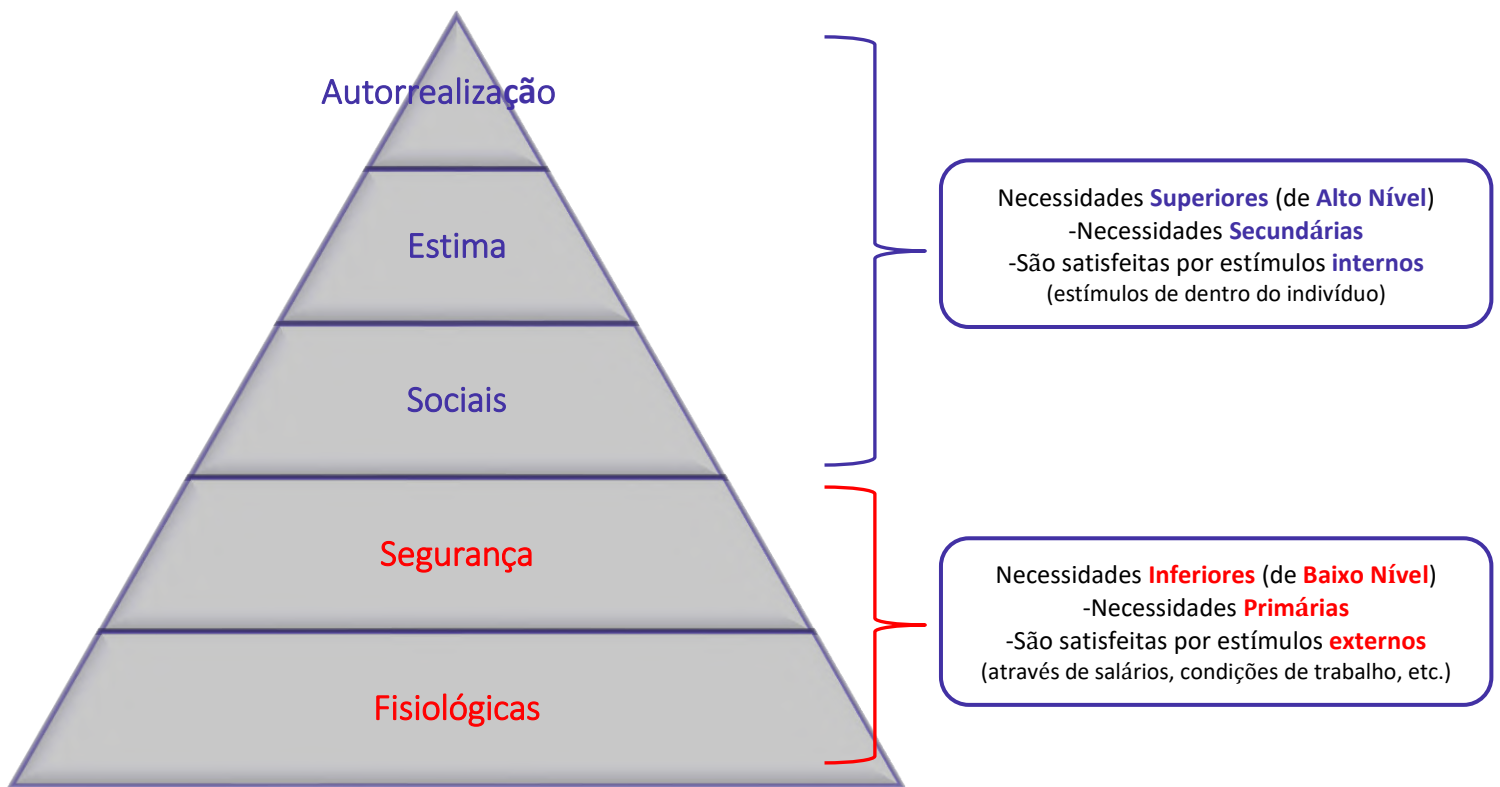 Autorrealização
Estima
Sociais
Segurança
Fisiológicas
Necessidades Superiores (de Alto Nível)
-Necessidades Secundárias
-São satisfeitas por estímulos internos
(estímulos de dentro do indivíduo)
Necessidades Inferiores (de Baixo Nível)
-Necessidades Primárias
-São satisfeitas por estímulos externos
(através de salários, condições de trabalho, etc.)